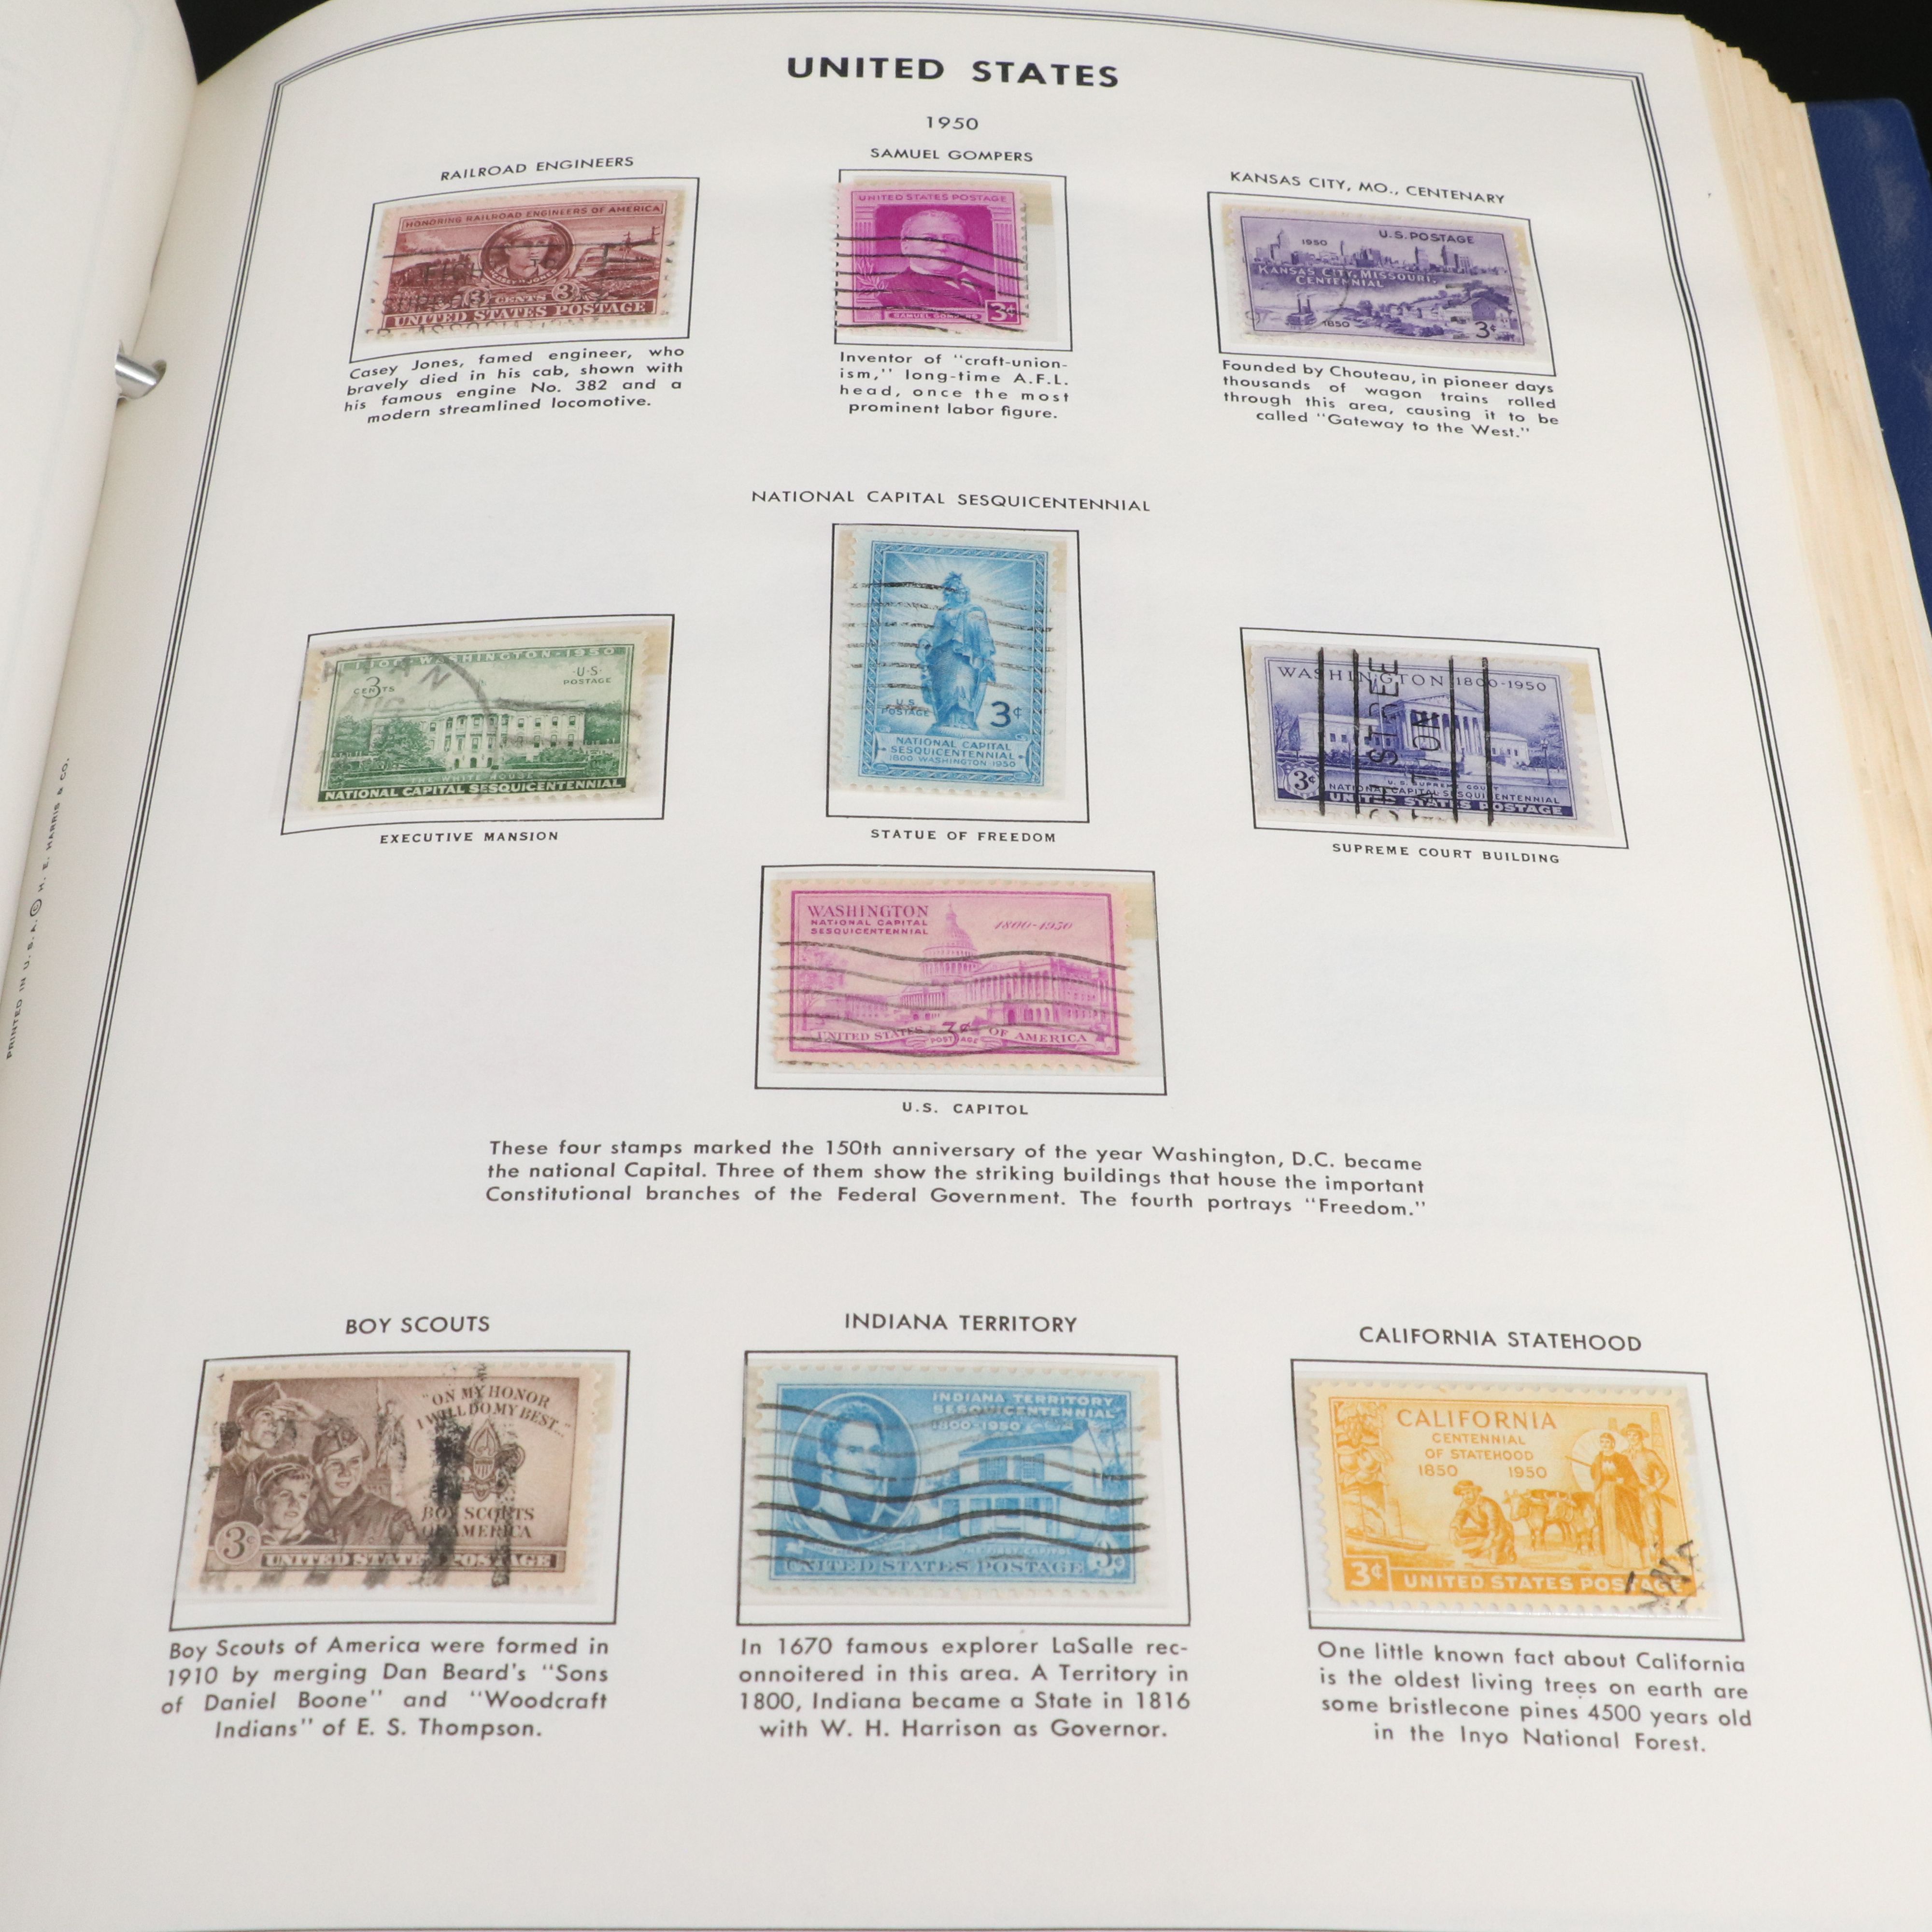 UNITED STATES
1950
RAILROAD ENGINEERS
HONORING RAILROAD ENGINEERS OF AMERICA
3 CENTS 3
UNITED STATES POSTAGE
Casey Jones, famed engineer, who
bravely died in his cab, shown with
his famous engine No. 382 and a
modern streamlined locomotive.
SAMUEL GOMPERS
UNITED STATES POSTAGE
SAMUEL GOMPERS 3¢
Inventor of "craft-union-
ism," long-time A.F.L.
head, once the most
prominent labor figure.
KANSAS CITY, MO., CENTENARY
U.S. POSTAGE
1950
KANSAS CITY, MISSOURI,
CENTENNIAL
1850
3¢
Founded by Chouteau, in pioneer days
thousands of wagon trains rolled
through this area, causing it to be
called "Gateway to the West."
NATIONAL CAPITAL SESQUICENTENNIAL
WASHINGTON-1950
3 CENTS
U·S·
POSTAGE
THE WHITE HOUSE
NATIONAL CAPITAL SESQUICENTENNIAL
EXECUTIVE MANSION
U.S.
POSTAGE 3¢
NATIONAL CAPITAL
SESQUICENTENNIAL
1800 WASHINGTON 1950
STATUE OF FREEDOM
WASHINGTON 1800-1950
3¢
U.S. SUPREME COURT
NATIONAL CAPITAL SESQUICENTENNIAL
UNITED STATES POSTAGE
SUPREME COURT BUILDING
WASHINGTON
NATIONAL CAPITAL
SESQUICENTENNIAL
1800-1950
UNITED STATES 3¢ OF AMERICA
POSTAGE
U.S. CAPITOL
These four stamps marked the 150th anniversary of the year Washington, D.C. became
the national Capital. Three of them show the striking buildings that house the important
Constitutional branches of the Federal Government. The fourth portrays "Freedom."
BOY SCOUTS
"ON MY HONOR
I WILL DO MY BEST..."
BOY SCOUTS
OF AMERICA
3¢ UNITED STATES POSTAGE
Boy Scouts of America were formed in
1910 by merging Dan Beard's "Sons
of Daniel Boone" and "Woodcraft
Indians" of E. S. Thompson.
INDIANA TERRITORY
INDIANA TERRITORY
SESQUICENTENNIAL
1800-1950
UNITED STATES POSTAGE 3¢
In 1670 famous explorer LaSalle rec-
onnoitered in this area. A Territory in
1800, Indiana became a State in 1816
with W. H. Harrison as Governor.
CALIFORNIA STATEHOOD
CALIFORNIA
CENTENNIAL
OF STATEHOOD
1850 1950
3¢ UNITED STATES POSTAGE
One little known fact about California
is the oldest living trees on earth are
some bristlecone pines 4500 years old
in the Inyo National Forest.
PRINTED IN U. S. A. © H. E. HARRIS & CO.